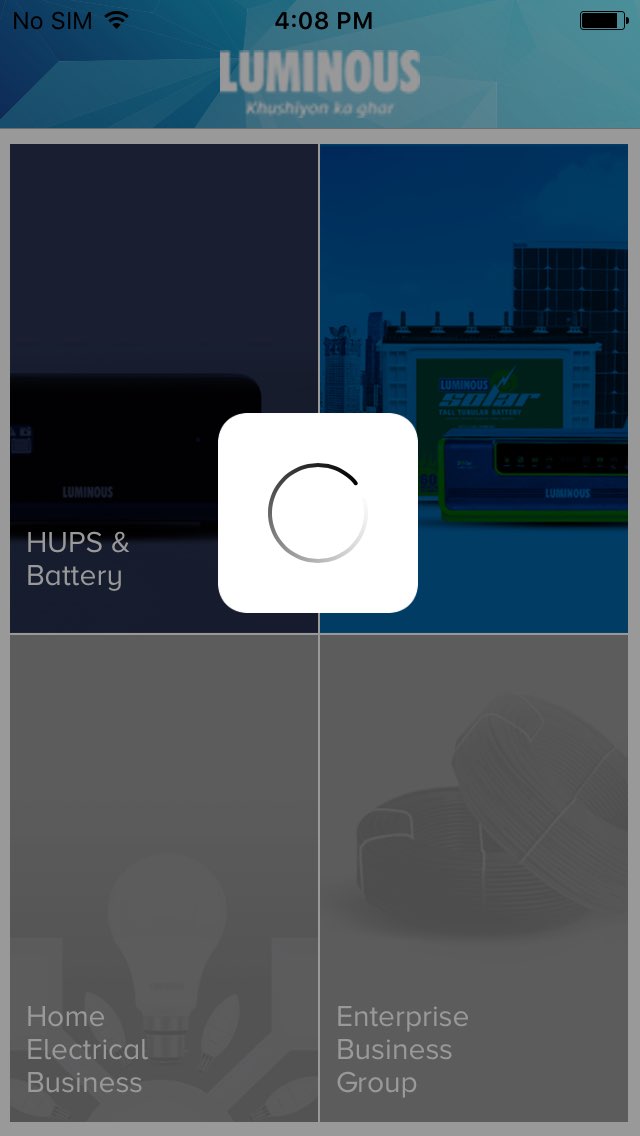 No SIM 4:08 PM
LUMINOUS
Khushiyon ka ghar
LUMINOUS
solar
TALL TUBULAR BATTERY
LUMINOUS
LUMINOUS
HUPS &
Battery
Home
Electrical
Business
Enterprise
Business
Group